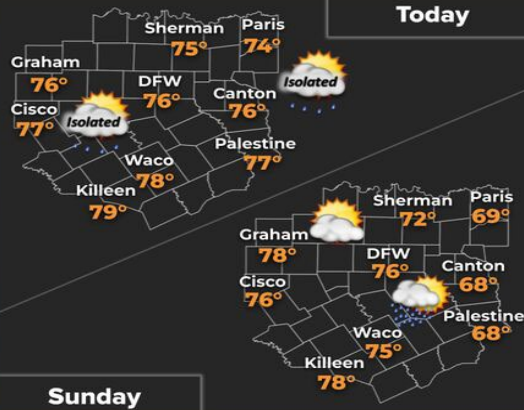 Today
Sherman
75°
Paris
74°
Graham
76°
DFW
76°
Isolated
Canton
76°
Cisco
77°
Isolated
Waco
78°
Palestine
77°
Killeen
79°
Sherman
72°
Paris
69°
Graham
78°
DFW
76°
Canton
68°
Cisco
76°
Palestine
68°
Waco
75°
Killeen
78°
Sunday